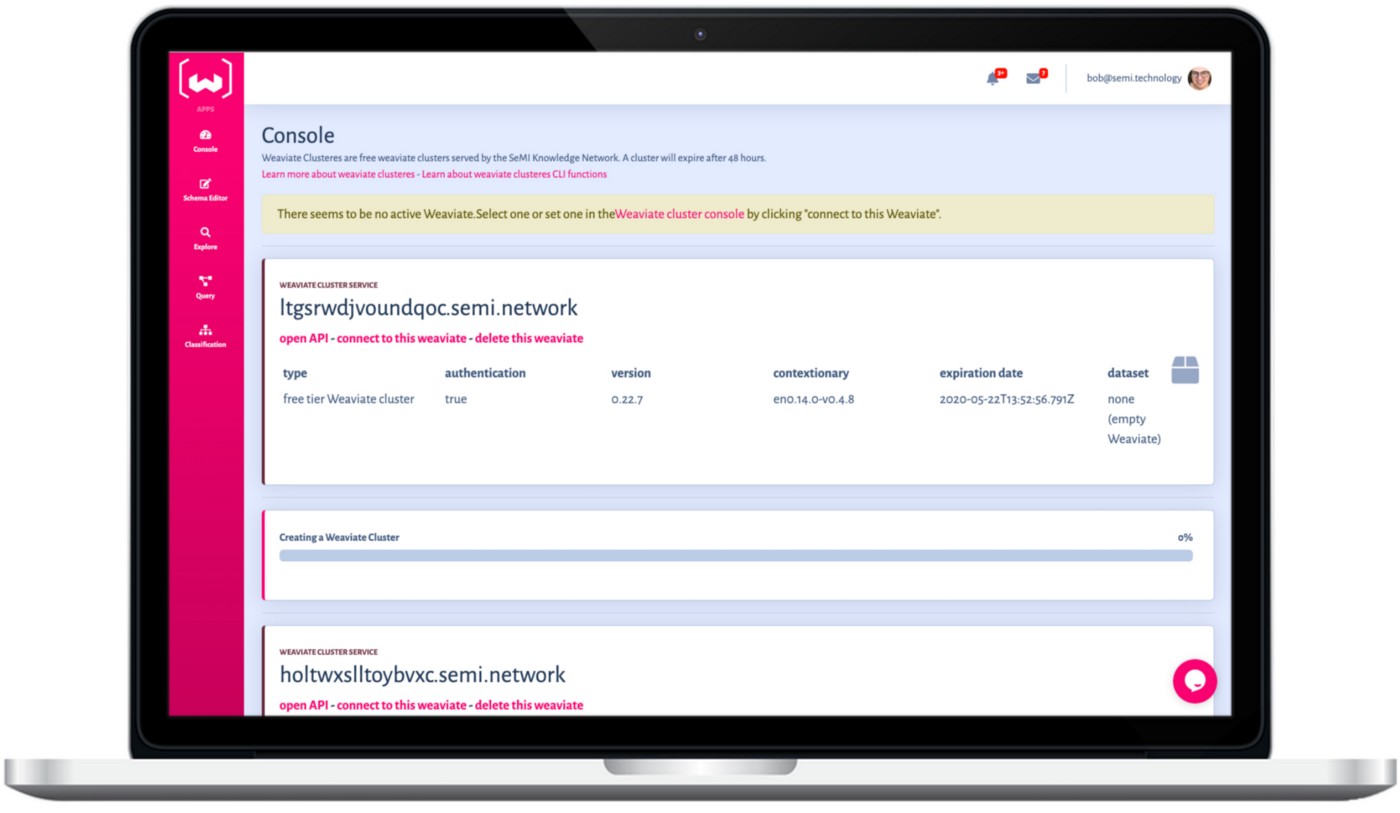 3+
7
bob@semi.technology
APPS
Console
Schema Editor
Explore
Query
Classification
Console
Weaviate Clusteres are free weaviate clusters served by the SeMI Knowledge Network. A cluster will expire after 48 hours.
Learn more about weaviate clusteres - Learn about weaviate clusteres CLI functions
There seems to be no active Weaviate.Select one or set one in theWeaviate cluster console by clicking "connect to this Weaviate".
WEAVIATE CLUSTER SERVICE
ltgsrwdjvoundqoc.semi.network
open API - connect to this weaviate - delete this weaviate
type authentication version contextionary expiration date dataset
free tier Weaviate cluster true 0.22.7 en0.14.0-v0.4.8 2020-05-22T13:52:56.791Z none
(empty
Weaviate)
Creating a Weaviate Cluster 0%
WEAVIATE CLUSTER SERVICE
holtwxslltoybvxc.semi.network
open API - connect to this weaviate - delete this weaviate